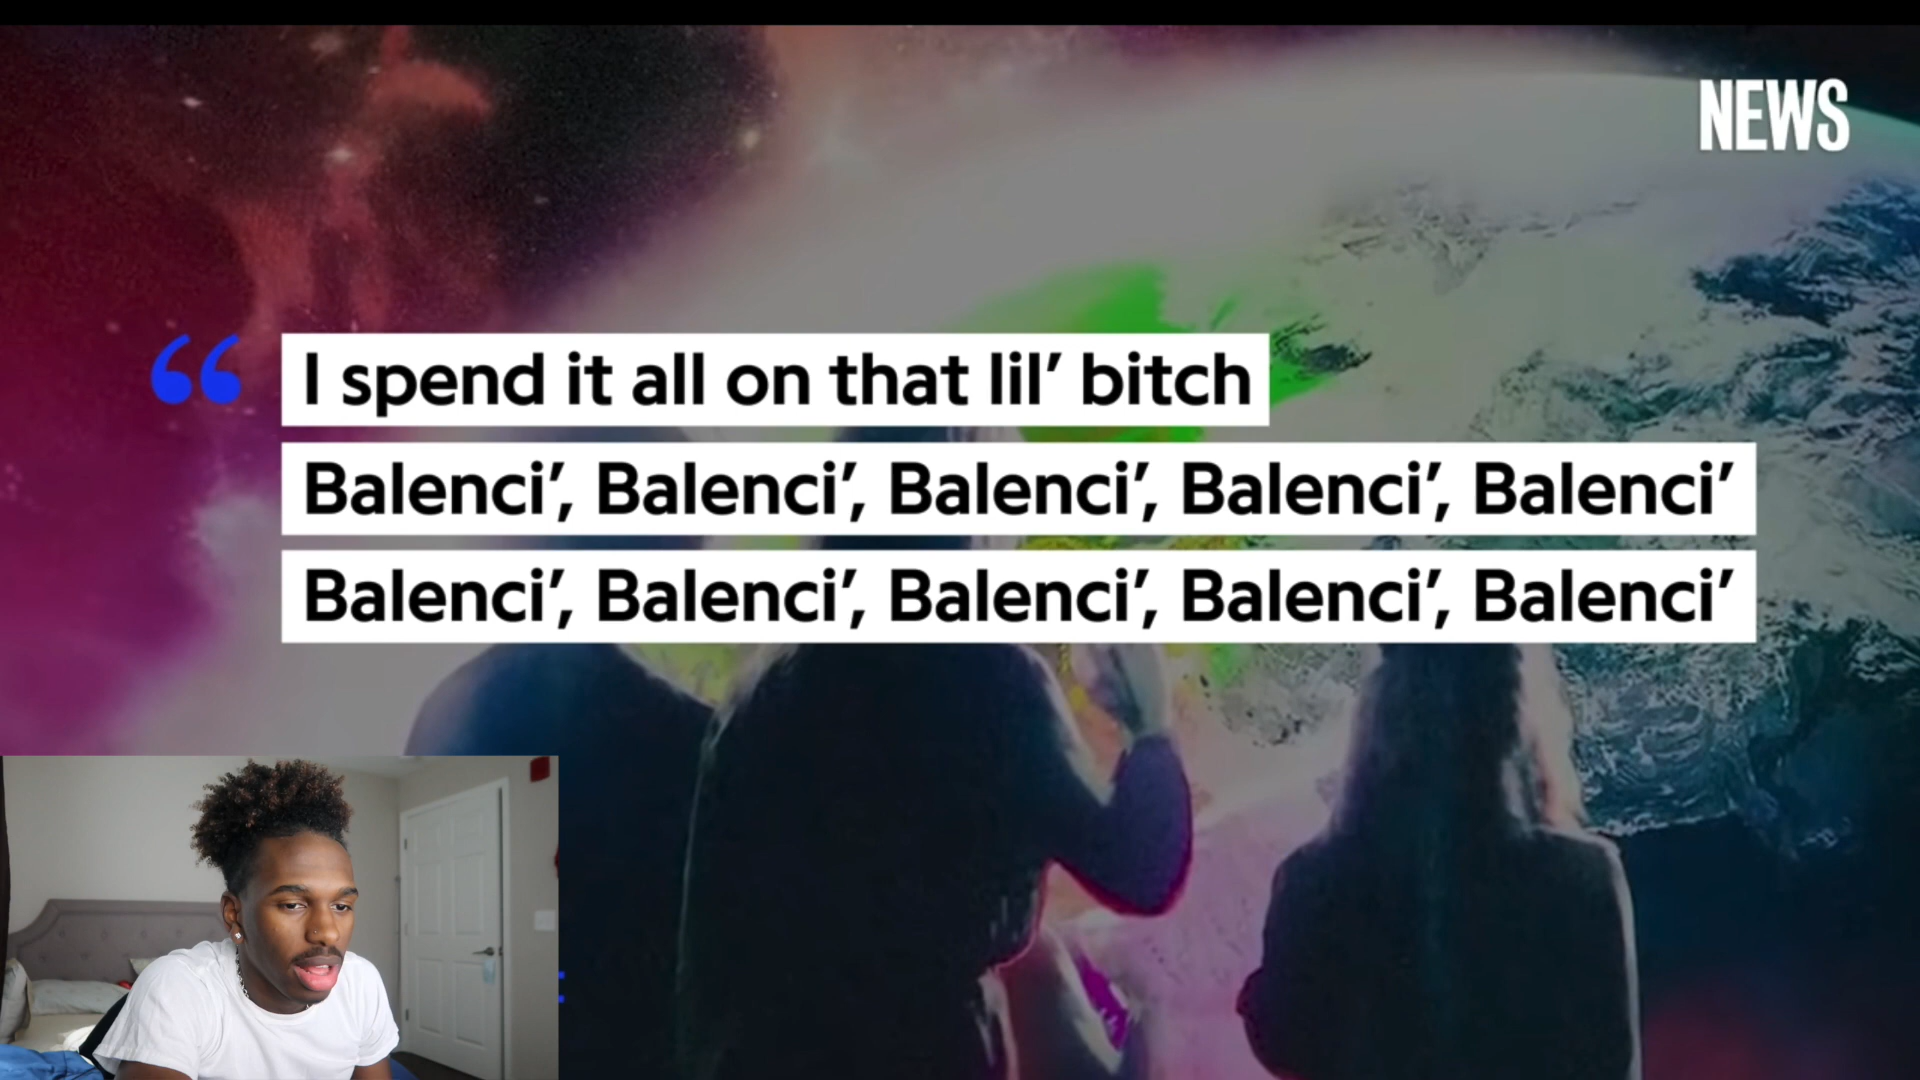 NEWS
“ I spend it all on that lil’ bitch
Balenci’, Balenci’, Balenci’, Balenci’, Balenci’
Balenci’, Balenci’, Balenci’, Balenci’, Balenci’